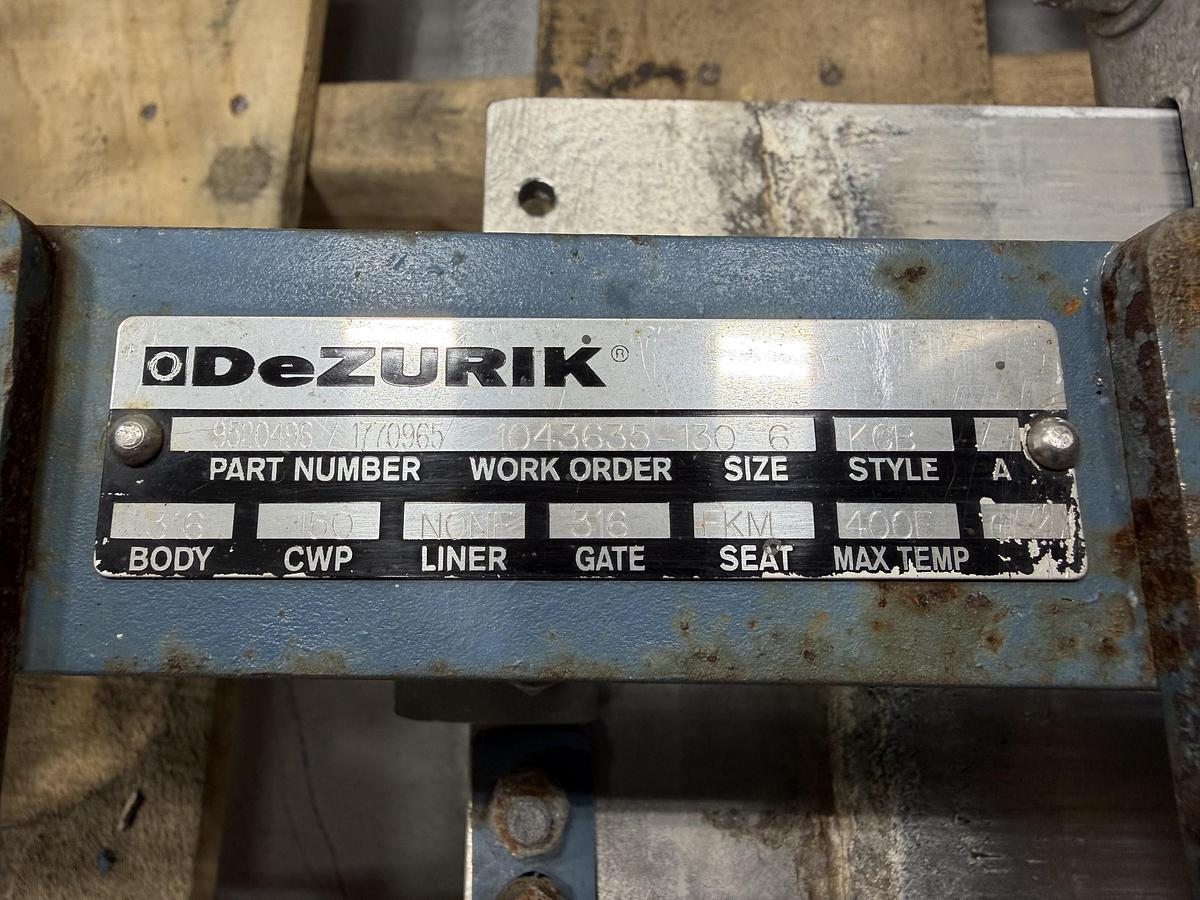 DeZURIK®
9520496 / 1770965 1043635-130 6 KGB
PART NUMBER WORK ORDER SIZE STYLE A
316 150 NONE 316 FKM 400F
BODY CWP LINER GATE SEAT MAX TEMP